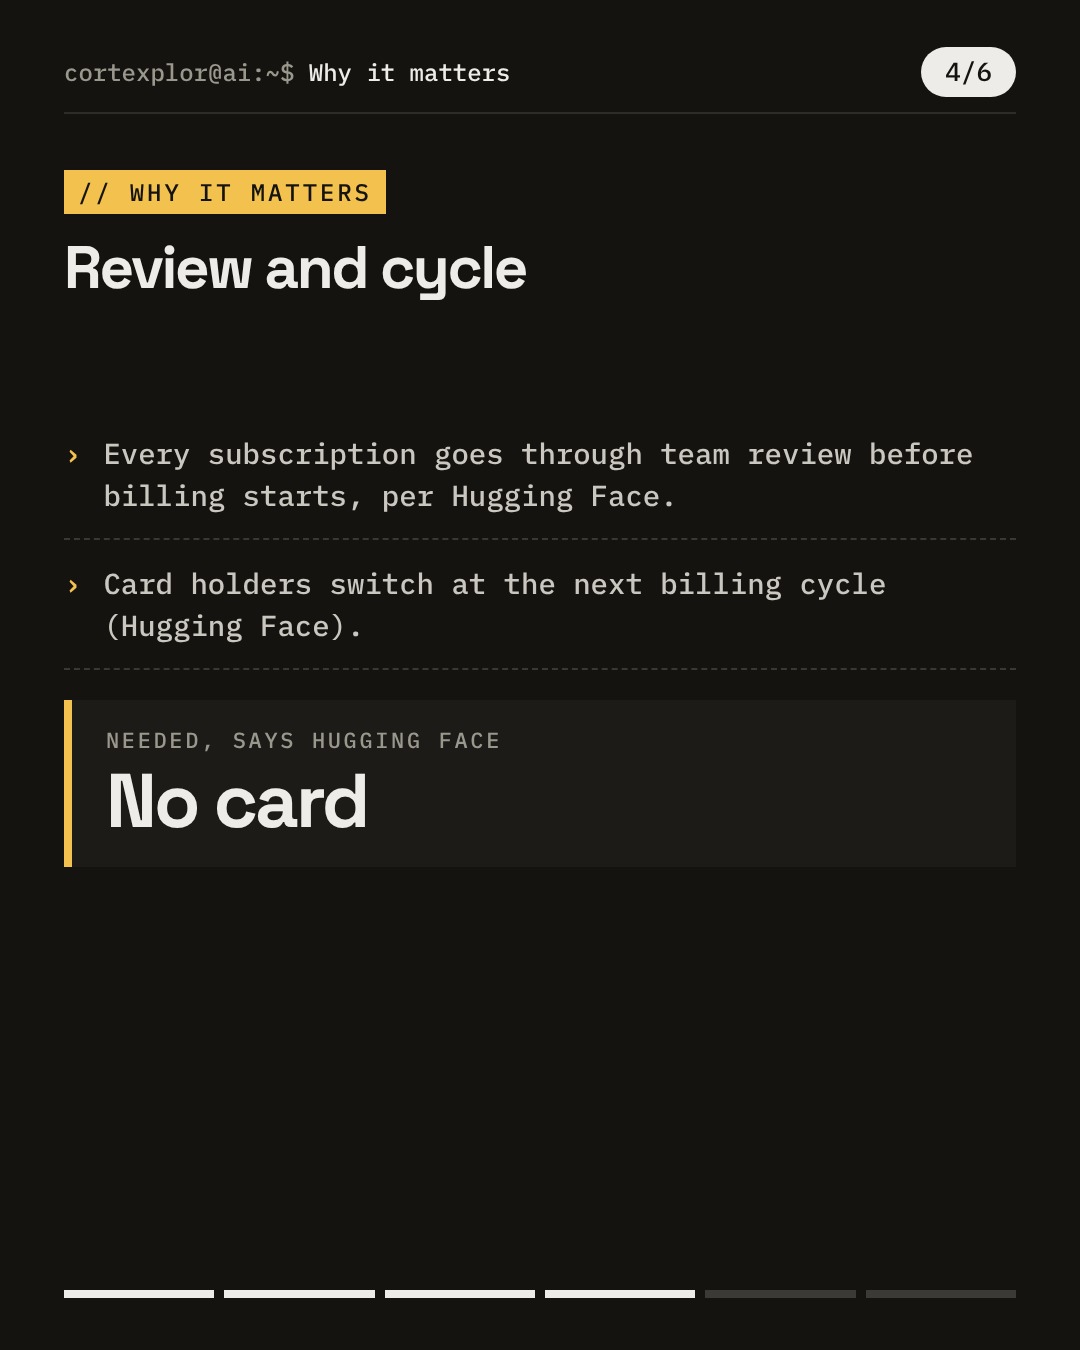 cortexplor@ai:~$ Why it matters
4/6
// WHY IT MATTERS
Review and cycle
› Every subscription goes through team review before
billing starts, per Hugging Face.
› Card holders switch at the next billing cycle
(Hugging Face).
NEEDED, SAYS HUGGING FACE
No card